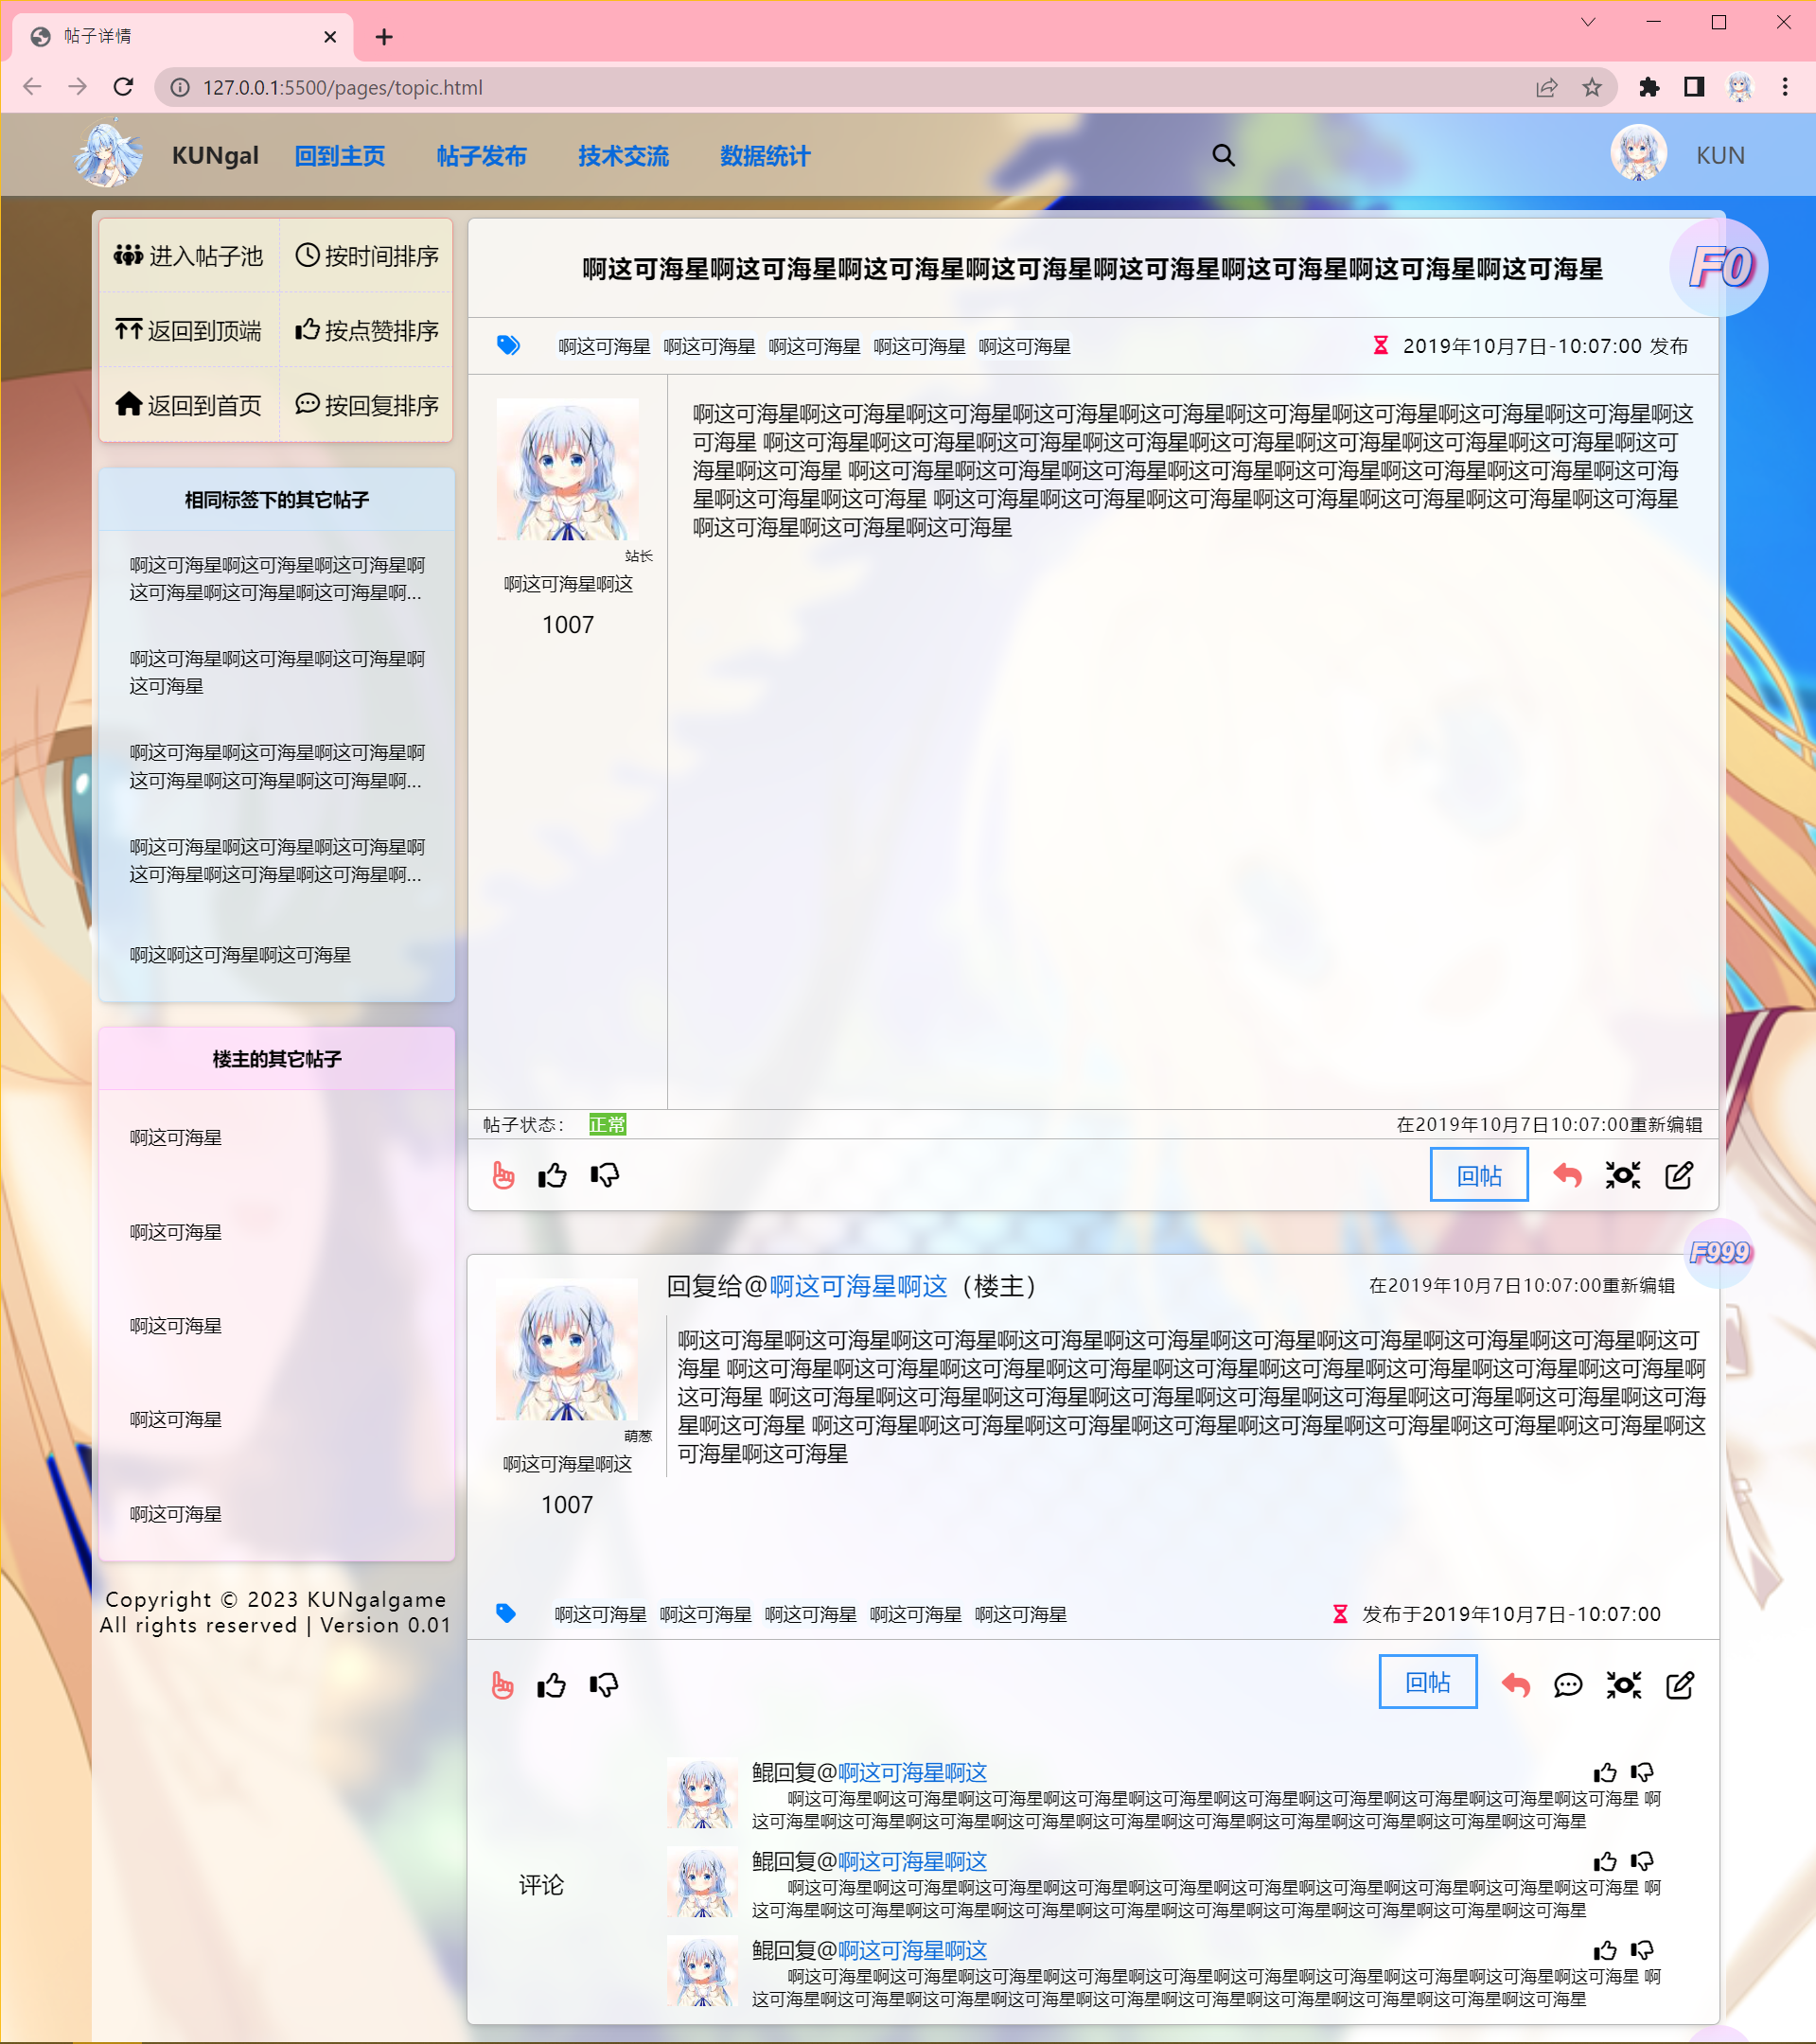 帖子详情
127.0.0.1:5500/pages/topic.html
KUNgal 回到主页 帖子发布 技术交流 数据统计 KUN
进入帖子池 按时间排序
返回到顶端 按点赞排序
返回到首页 按回复排序
相同标签下的其它帖子
啊这可海星啊这可海星啊这可海星啊
这可海星啊这可海星啊这可海星啊...
啊这可海星啊这可海星啊这可海星啊
这可海星
啊这可海星啊这可海星啊这可海星啊
这可海星啊这可海星啊这可海星啊...
啊这可海星啊这可海星啊这可海星啊
这可海星啊这可海星啊这可海星啊...
啊这啊这可海星啊这可海星
楼主的其它帖子
啊这可海星
啊这可海星
啊这可海星
啊这可海星
啊这可海星
Copyright © 2023 KUNgalgame
All rights reserved | Version 0.01
啊这可海星啊这可海星啊这可海星啊这可海星啊这可海星啊这可海星啊这可海星啊这可海星
F0
啊这可海星 啊这可海星 啊这可海星 啊这可海星 啊这可海星
2019年10月7日-10:07:00 发布
站长
啊这可海星啊这
1007
啊这可海星啊这可海星啊这可海星啊这可海星啊这可海星啊这可海星啊这可海星啊这可海星啊这可海星啊这
可海星 啊这可海星啊这可海星啊这可海星啊这可海星啊这可海星啊这可海星啊这可海星啊这可海星啊这可
海星啊这可海星 啊这可海星啊这可海星啊这可海星啊这可海星啊这可海星啊这可海星啊这可海星啊这可海
星啊这可海星啊这可海星 啊这可海星啊这可海星啊这可海星啊这可海星啊这可海星啊这可海星啊这可海星
啊这可海星啊这可海星啊这可海星
帖子状态： 正常
在2019年10月7日10:07:00重新编辑
回帖
F999
回复给@啊这可海星啊这（楼主）
在2019年10月7日10:07:00重新编辑
萌葱
啊这可海星啊这
1007
啊这可海星啊这可海星啊这可海星啊这可海星啊这可海星啊这可海星啊这可海星啊这可海星啊这可海星啊这可
海星 啊这可海星啊这可海星啊这可海星啊这可海星啊这可海星啊这可海星啊这可海星啊这可海星啊这可海星啊
这可海星 啊这可海星啊这可海星啊这可海星啊这可海星啊这可海星啊这可海星啊这可海星啊这可海星啊这可海
星啊这可海星 啊这可海星啊这可海星啊这可海星啊这可海星啊这可海星啊这可海星啊这可海星啊这可海星啊这
可海星啊这可海星
啊这可海星 啊这可海星 啊这可海星 啊这可海星 啊这可海星
发布于2019年10月7日-10:07:00
回帖
评论
鲲回复@啊这可海星啊这
啊这可海星啊这可海星啊这可海星啊这可海星啊这可海星啊这可海星啊这可海星啊这可海星啊这可海星啊这可海星 啊
这可海星啊这可海星啊这可海星啊这可海星啊这可海星啊这可海星啊这可海星啊这可海星啊这可海星啊这可海星
鲲回复@啊这可海星啊这
啊这可海星啊这可海星啊这可海星啊这可海星啊这可海星啊这可海星啊这可海星啊这可海星啊这可海星啊这可海星 啊
这可海星啊这可海星啊这可海星啊这可海星啊这可海星啊这可海星啊这可海星啊这可海星啊这可海星啊这可海星
鲲回复@啊这可海星啊这
啊这可海星啊这可海星啊这可海星啊这可海星啊这可海星啊这可海星啊这可海星啊这可海星啊这可海星啊这可海星 啊
这可海星啊这可海星啊这可海星啊这可海星啊这可海星啊这可海星啊这可海星啊这可海星啊这可海星啊这可海星